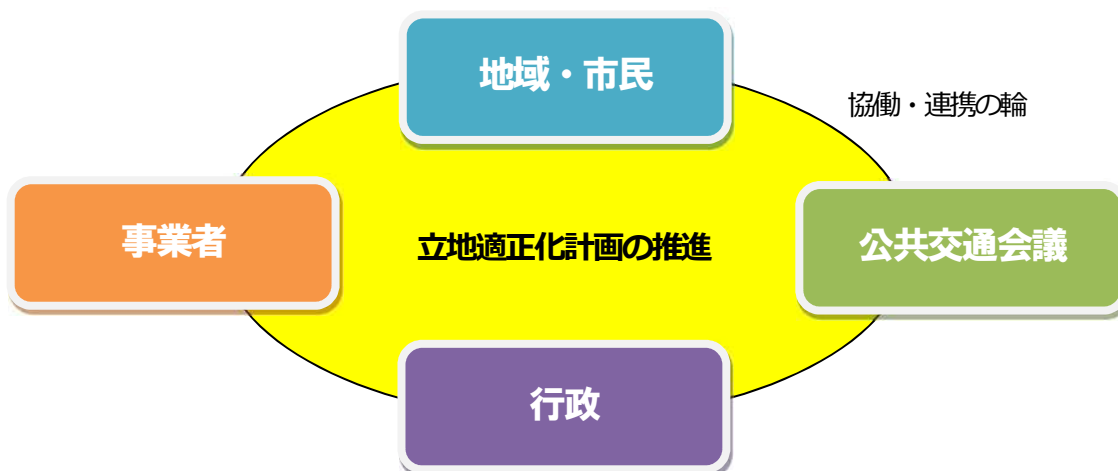 地域・市民
協働・連携の輪
事業者
立地適正化計画の推進
公共交通会議
行政